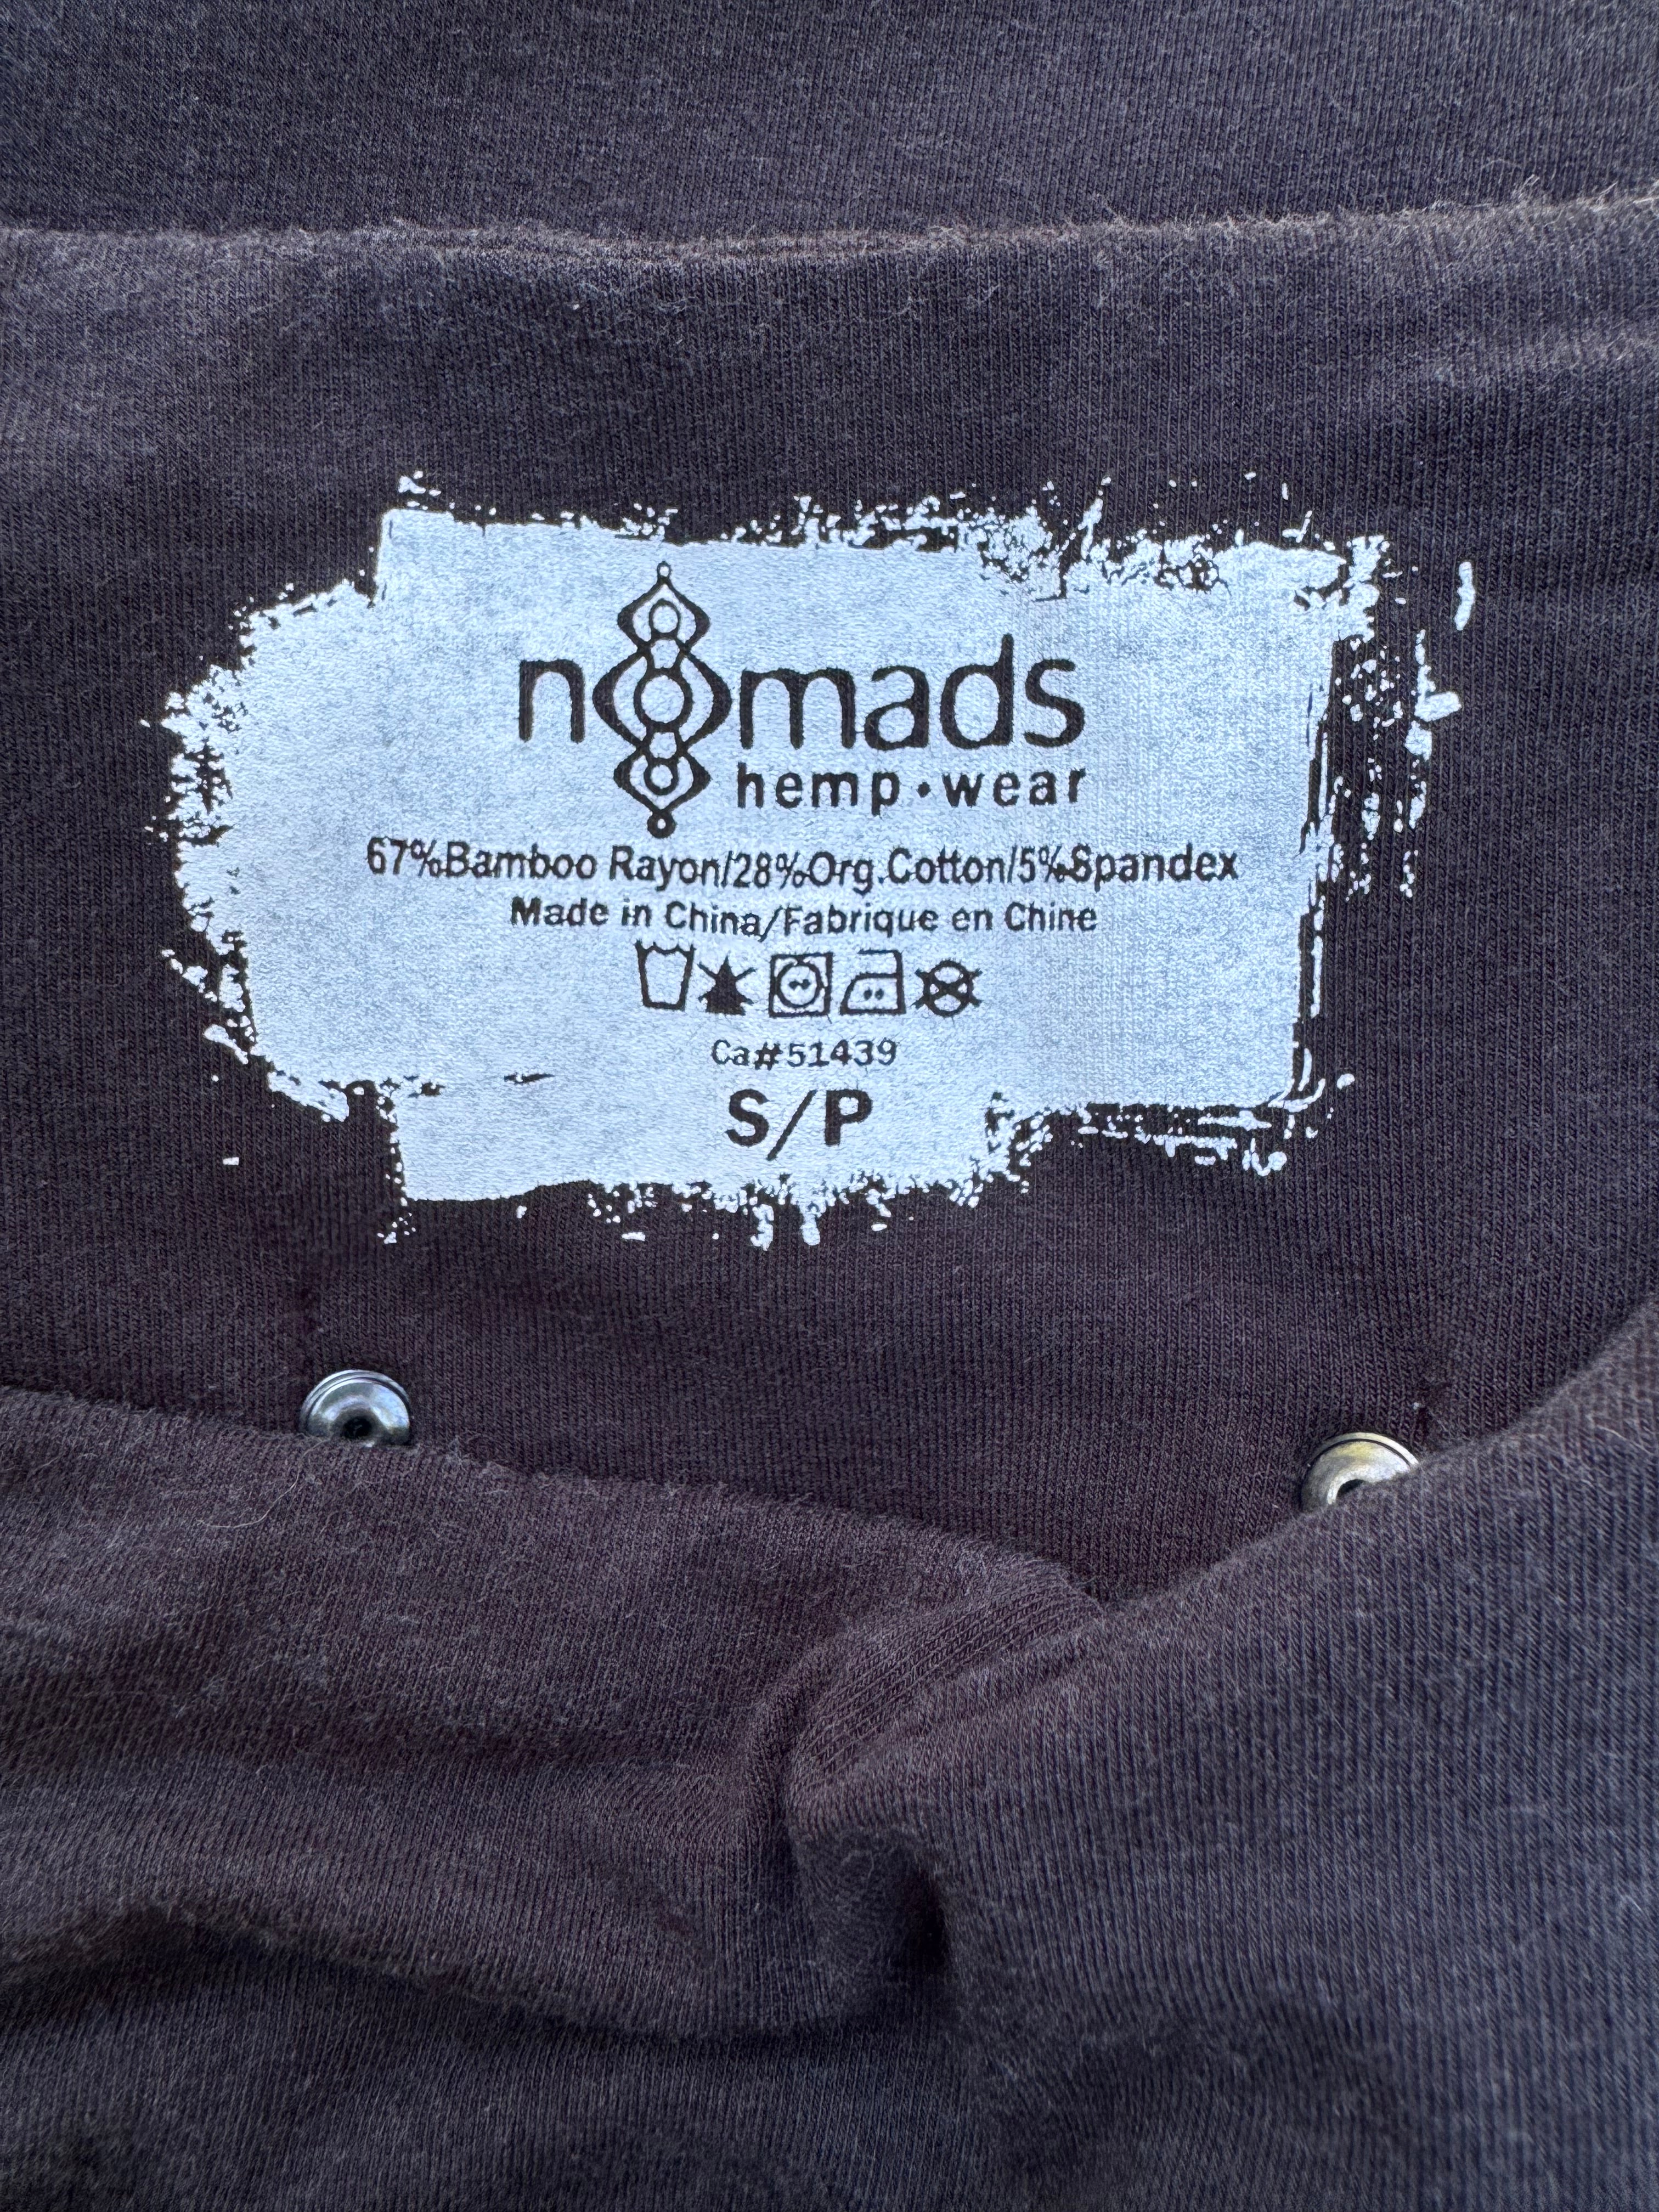 nomads
hemp•wear
67%Bamboo Rayon/28%Org.Cotton/5%Spandex
Made in China/Fabrique en Chine
Ca#51439
S/P